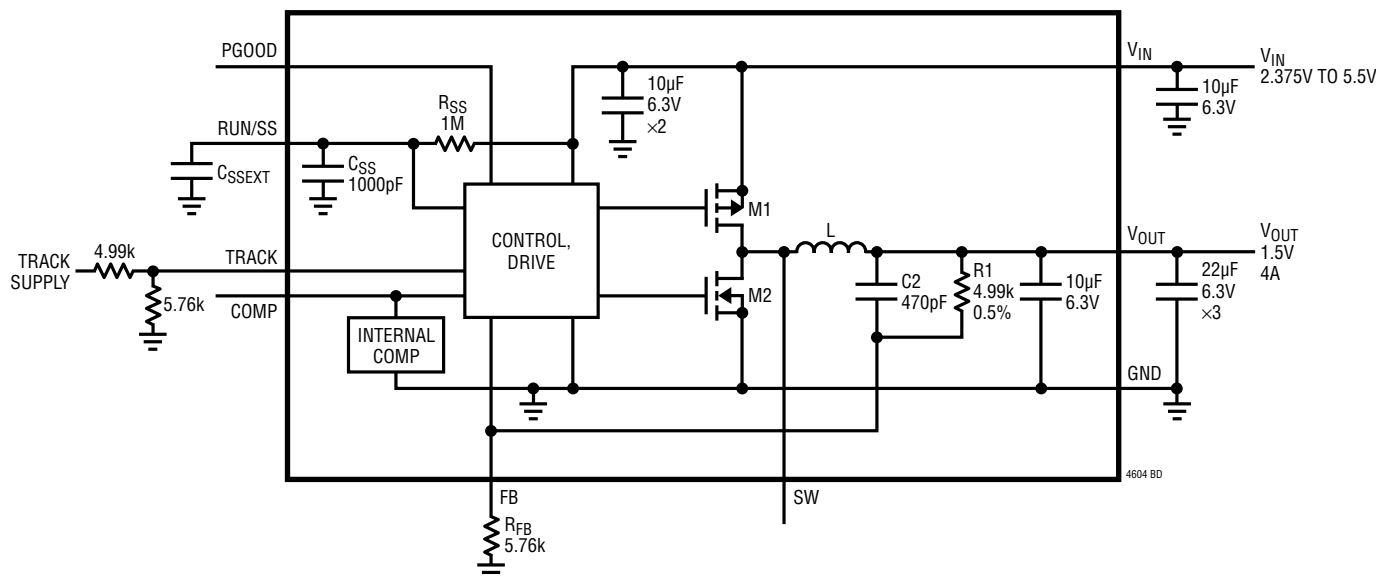 PGOOD
RUN/SS
C_SSEXT
C_SS
1000pF
R_SS
1M
10µF
6.3V
×2
V_IN
V_IN
2.375V TO 5.5V
10µF
6.3V
TRACK
SUPPLY
4.99k
5.76k
TRACK
COMP
INTERNAL
COMP
CONTROL,
DRIVE
M1
M2
L
C2
470pF
R1
4.99k
0.5%
10µF
6.3V
V_OUT
V_OUT
1.5V
4A
22µF
6.3V
×3
GND
FB
R_FB
5.76k
SW
4604 BD